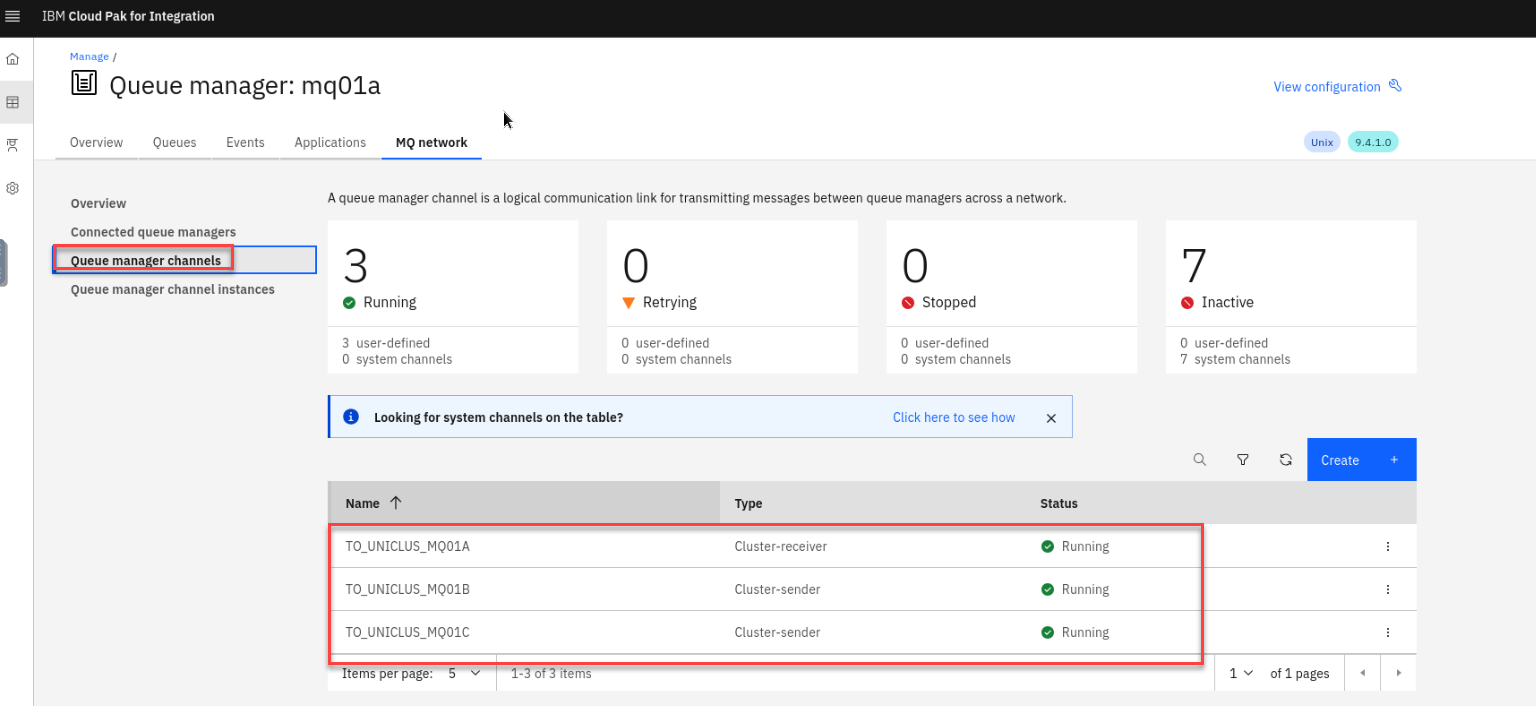 IBM Cloud Pak for Integration
Manage /
Queue manager: mq01a
View configuration
Overview Queues Events Applications MQ network
Unix 9.4.1.0
Overview
Connected queue managers
Queue manager channels
Queue manager channel instances
A queue manager channel is a logical communication link for transmitting messages between queue managers across a network.
3 0 0 7
Running Retrying Stopped Inactive
3 user-defined 0 user-defined 0 user-defined 0 user-defined
0 system channels 0 system channels 0 system channels 7 system channels
Looking for system channels on the table? Click here to see how
Create +
Name Type Status
TO_UNICLUS_MQ01A Cluster-receiver Running
TO_UNICLUS_MQ01B Cluster-sender Running
TO_UNICLUS_MQ01C Cluster-sender Running
Items per page: 5 1-3 of 3 items 1 of 1 pages